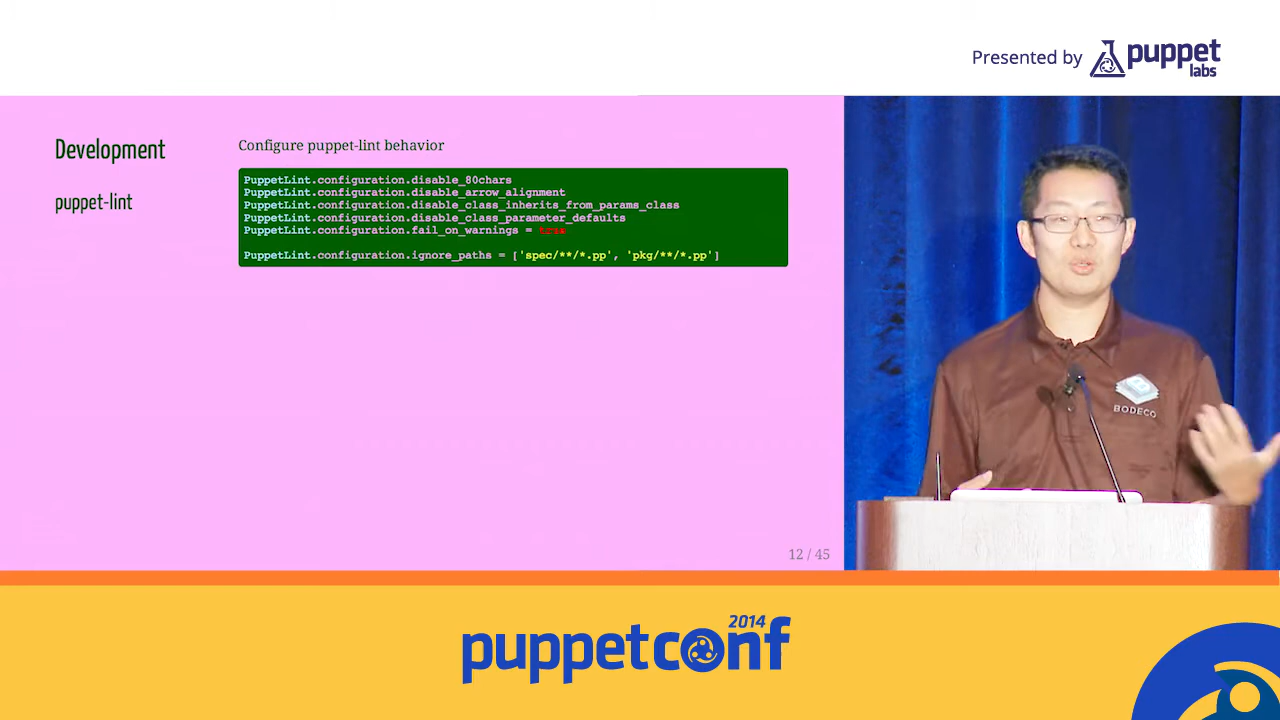 Presented by puppet labs
Development
puppet-lint
Configure puppet-lint behavior
PuppetLint.configuration.disable_80chars
PuppetLint.configuration.disable_arrow_alignment
PuppetLint.configuration.disable_class_inherits_from_params_class
PuppetLint.configuration.disable_class_parameter_defaults
PuppetLint.configuration.fail_on_warnings =
PuppetLint.configuration.ignore_paths = ['spec/**/*.pp', 'pkg/**/*.pp']
12 / 45
BODECO
puppetconf 2014